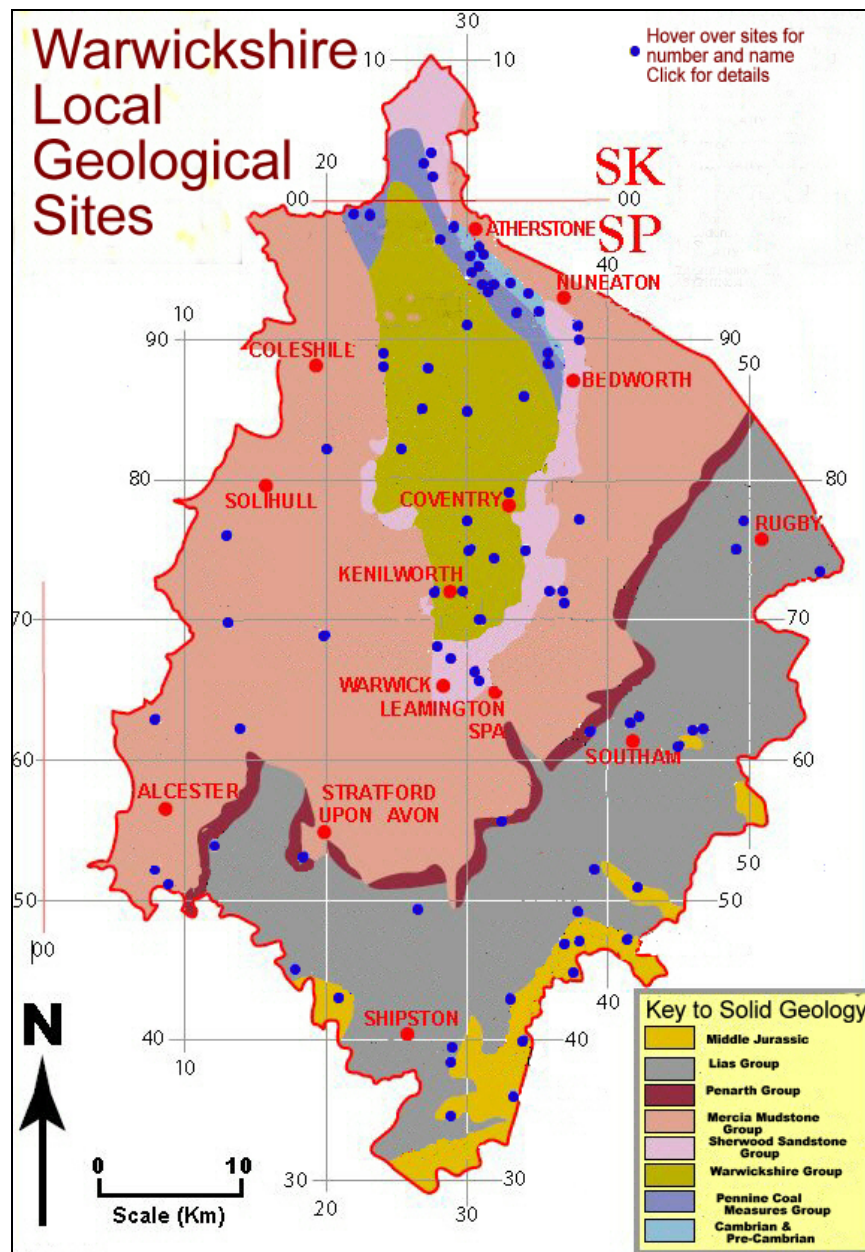 Warwickshire
Local
Geological
Sites
Hover over sites for
number and name
Click for details
30
10
10
20
00
SK
00
ATHERSTONE
SP
40
NUNEATON
10
90
90
COLESHILL
50
BEDWORTH
80
80
SOLIHULL
COVENTRY
RUGBY
KENILWORTH
70
70
WARWICK
LEAMINGTON
SPA
SOUTHAM
60
60
ALCESTER
STRATFORD
UPON AVON
50
50
50
00
N
40
SHIPSTON
40
40
10
0
10
Scale (Km)
30
30
20
30
Key to Solid Geology
Middle Jurassic
Lias Group
Penarth Group
Mercia Mudstone
Group
Sherwood Sandstone
Group
Warwickshire Group
Pennine Coal
Measures Group
Cambrian &
Pre-Cambrian